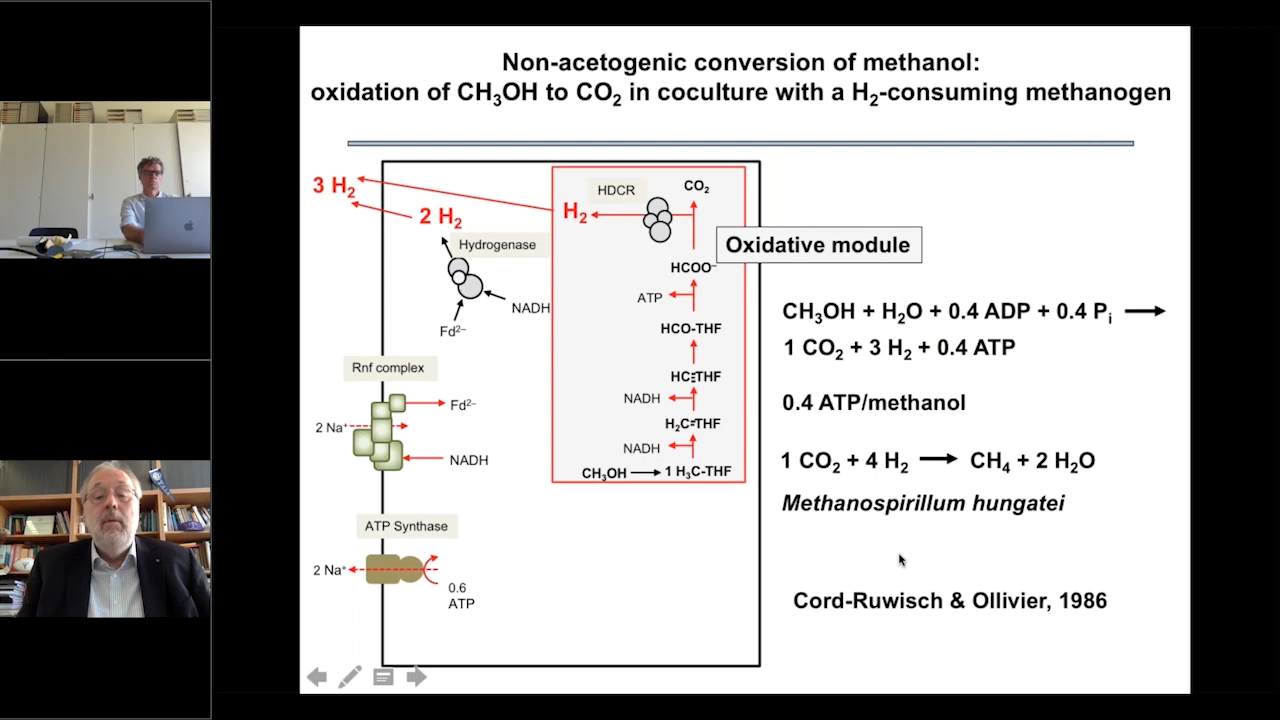 Non-acetogenic conversion of methanol:
oxidation of CH₃OH to CO₂ in coculture with a H₂-consuming methanogen
3 H₂
2 H₂
H₂
HDCR
CO₂
Hydrogenase
Oxidative module
HCOO⁻
ATP
NADH
Fd²⁻
HCO-THF
Rnf complex
HC≡THF
NADH
Fd²⁻
2 Na⁺
H₂C=THF
NADH
NADH
CH₃OH → 1 H₃C-THF
ATP Synthase
2 Na⁺
0.6
ATP
CH₃OH + H₂O + 0.4 ADP + 0.4 Pᵢ →
1 CO₂ + 3 H₂ + 0.4 ATP
0.4 ATP/methanol
1 CO₂ + 4 H₂ → CH₄ + 2 H₂O
Methanospirillum hungatei
Cord-Ruwisch & Ollivier, 1986